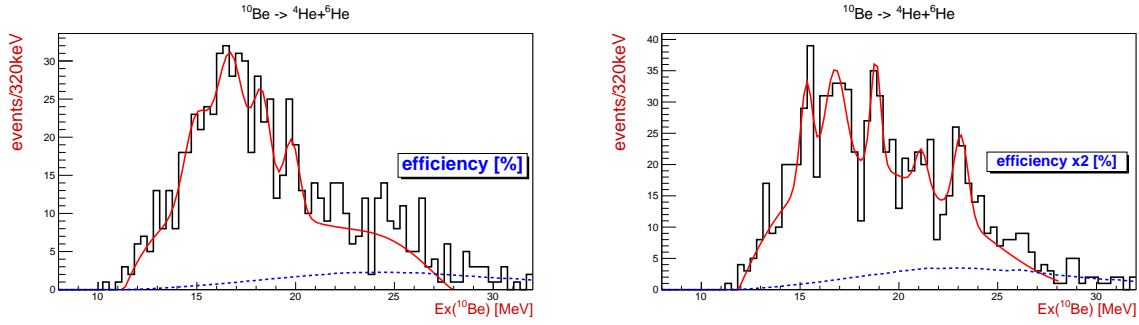 ¹⁰Be -> ⁴He+⁶He
events/320keV
30
25
20
15
10
5
0
efficiency [%]
10 15 20 25 30
Ex(¹⁰Be) [MeV]
¹⁰Be -> ⁴He+⁶He
events/320keV
40
35
30
25
20
15
10
5
0
efficiency x2 [%]
10 15 20 25 30
Ex(¹⁰Be) [MeV]